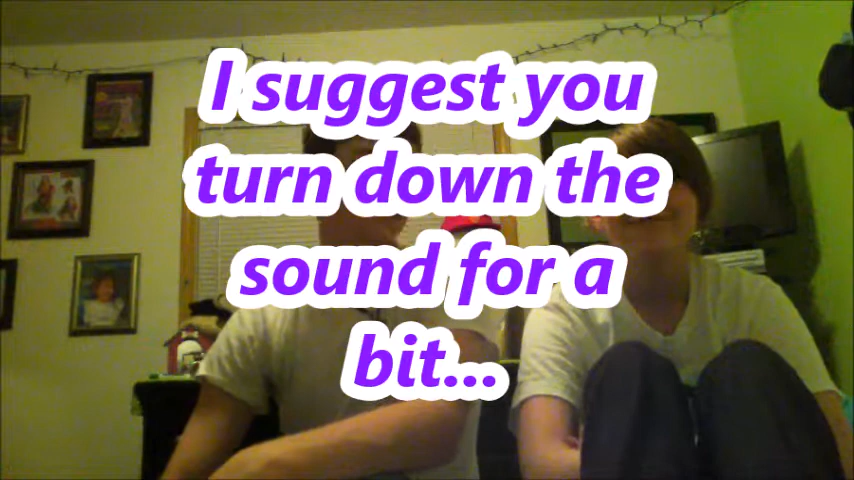 I suggest you
turn down the
sound for a
bit...